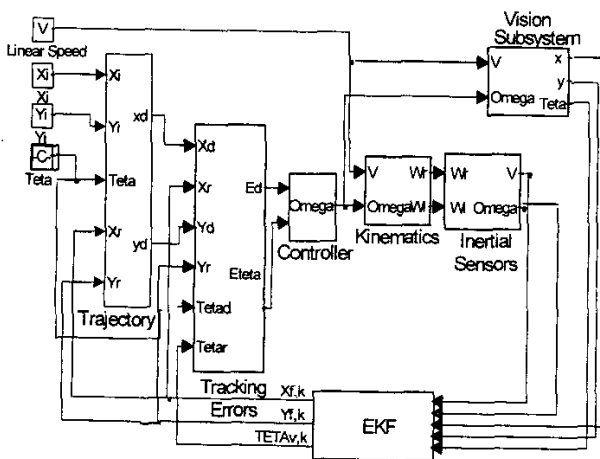 V
Linear Speed
Xi
Xi
Yi
Yi
C
Teta
Xi
Yi
Teta
Xr
Yr
xd
yd
Trajectory
Xd
Xr
Yd
Yr
Tetad
Tetar
Ed
Eteta
Tracking
Errors
Omega
Controller
V
Omega
Wr
Wl
Kinematics
Wr
Wl
V
Omega
Inertial
Sensors
Vision
Subsystem
V
Omega
x
y
Teta
Xf,k
Yf,k
TETAv,k
EKF